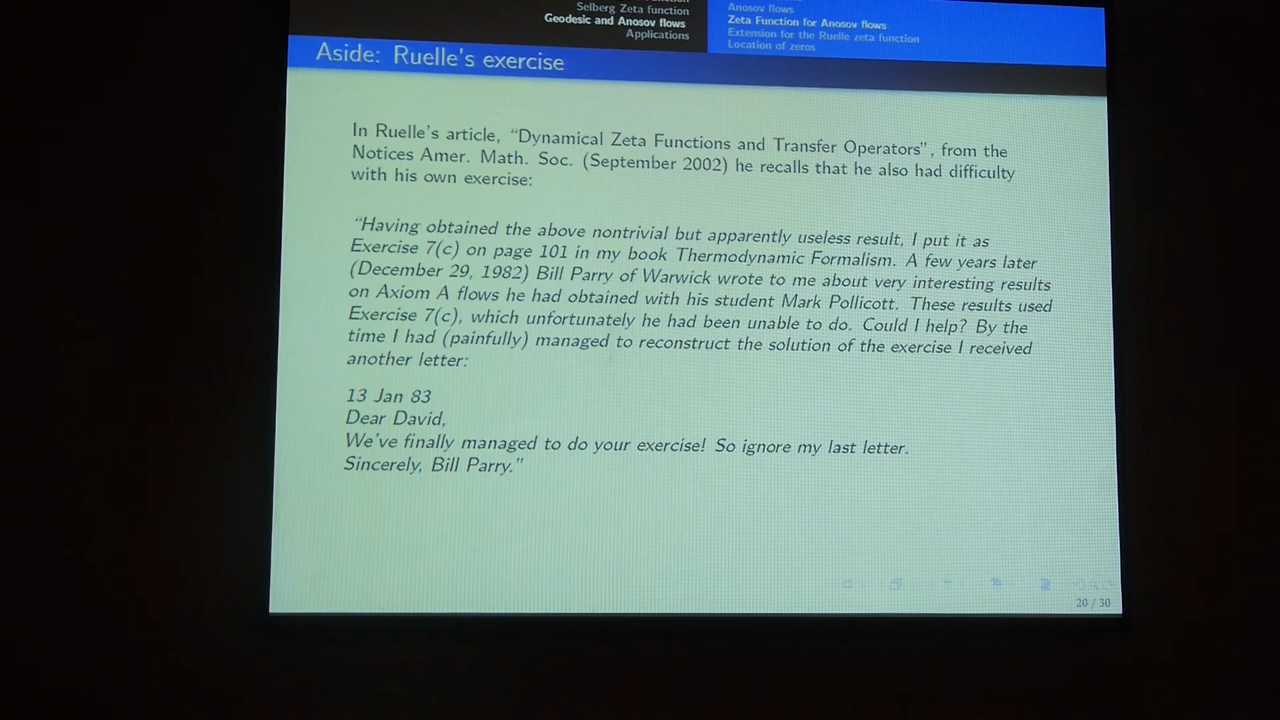 Selberg Zeta function
Geodesic and Anosov flows
Applications
Anosov flows
Zeta Function for Anosov flows
Extension for the Ruelle zeta function
Location of zeros
Aside: Ruelle's exercise
In Ruelle's article, "Dynamical Zeta Functions and Transfer Operators", from the
Notices Amer. Math. Soc. (September 2002) he recalls that he also had difficulty
with his own exercise:
"Having obtained the above nontrivial but apparently useless result, I put it as
Exercise 7(c) on page 101 in my book Thermodynamic Formalism. A few years later
(December 29, 1982) Bill Parry of Warwick wrote to me about very interesting results
on Axiom A flows he had obtained with his student Mark Pollicott. These results used
Exercise 7(c), which unfortunately he had been unable to do. Could I help? By the
time I had (painfully) managed to reconstruct the solution of the exercise I received
another letter:
13 Jan 83
Dear David,
We've finally managed to do your exercise! So ignore my last letter.
Sincerely, Bill Parry."
20 / 30